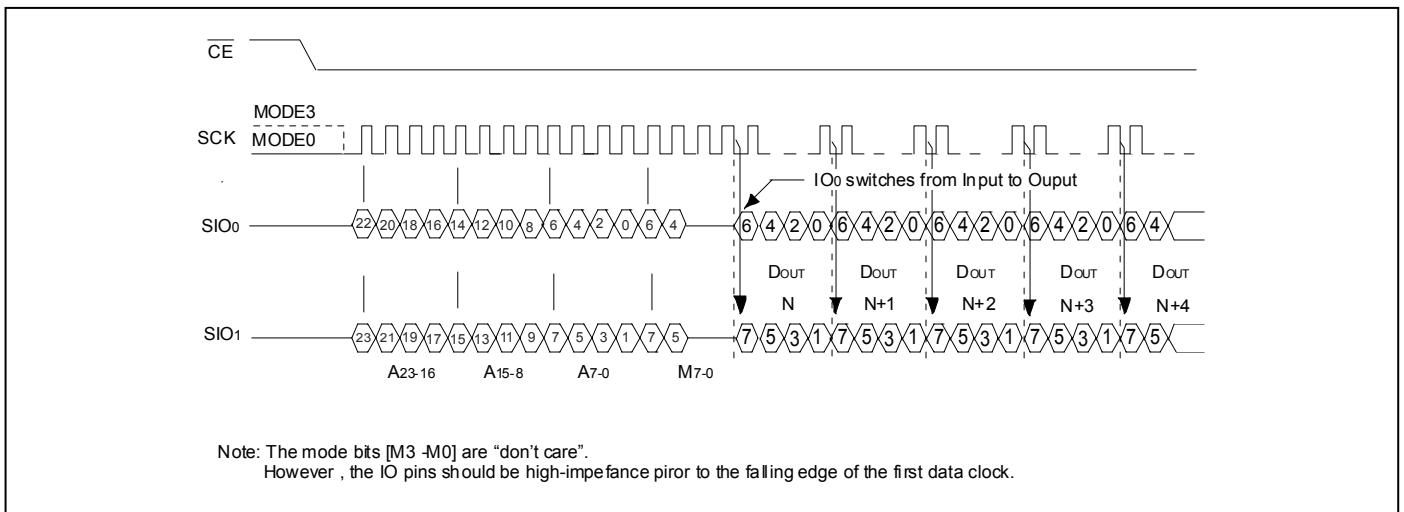 CE
MODE3
SCK MODE0
IO0 switches from Input to Ouput
SIO0 22 20 18 16 14 12 10 8 6 4 2 0 6 4 6 4 2 0 6 4 2 0 6 4 2 0 6 4 2 0 6 4
DOUT DOUT DOUT DOUT DOUT
N N+1 N+2 N+3 N+4
SIO1 23 21 19 17 15 13 11 9 7 5 3 1 7 5 7 5 3 1 7 5 3 1 7 5 3 1 7 5 3 1 7 5
A23-16 A15-8 A7-0 M7-0
Note: The mode bits [M3 -M0] are “don’t care”.
However , the IO pins should be high-impefance piror to the falling edge of the first data clock.